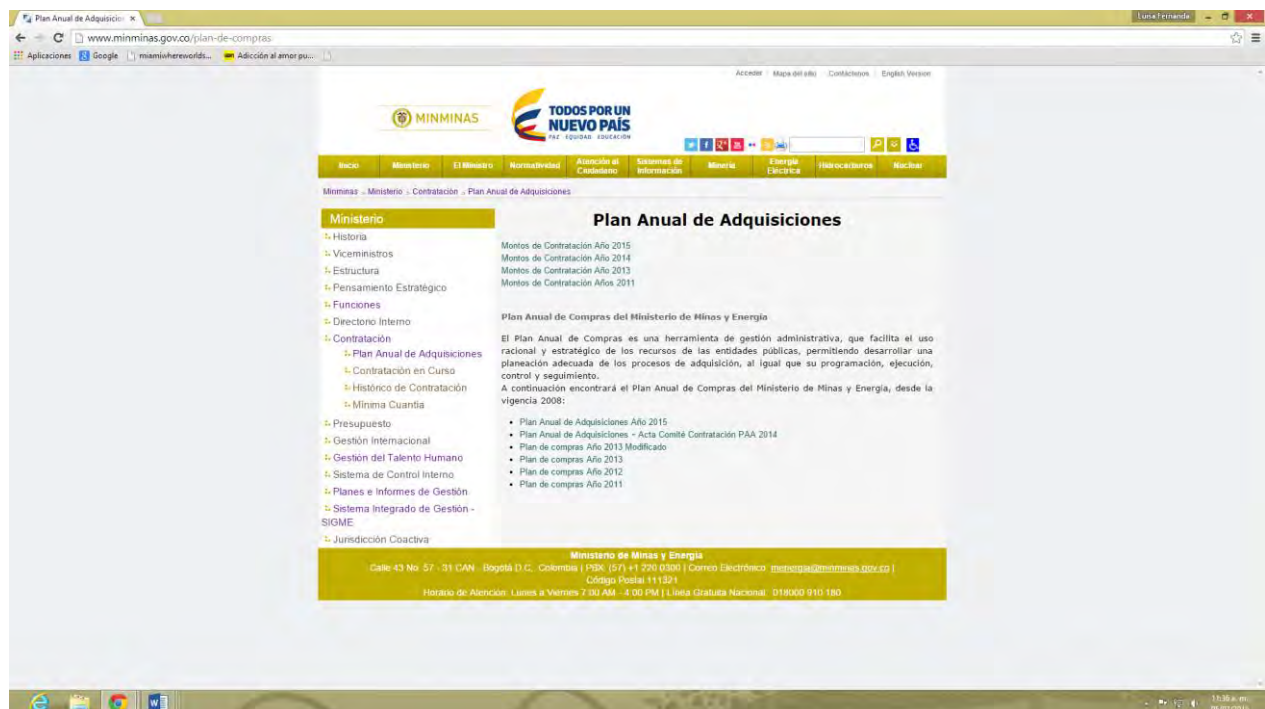 Plan Anual de Adquisicion
Luna Fernanda
www.minminas.gov.co/plan-de-compras
Aplicaciones Google miamiwhereworlds... Adicción al amor pu...
Acceder Mapa del sitio Contáctenos English Version
MINMINAS
TODOS POR UN
NUEVO PAÍS
PAZ EQUIDAD EDUCACIÓN
Inicio Ministerio El Ministro Normatividad Atención al Ciudadano Sistemas de Información Minería Energía Eléctrica Hidrocarburos Nuclear
Minminas Ministerio Contratación Plan Anual de Adquisiciones
Ministerio
Historia
Viceministros
Estructura
Pensamiento Estratégico
Funciones
Directorio Interno
Contratación
Plan Anual de Adquisiciones
Contratación en Curso
Histórico de Contratación
Mínima Cuantía
Presupuesto
Gestión Internacional
Gestión del Talento Humano
Sistema de Control Interno
Planes e Informes de Gestión
Sistema Integrado de Gestión -
SIGME
Jurisdicción Coactiva
Plan Anual de Adquisiciones
Montos de Contratación Año 2015
Montos de Contratación Año 2014
Montos de Contratación Año 2013
Montos de Contratación Años 2011
Plan Anual de Compras del Ministerio de Minas y Energía
El Plan Anual de Compras es una herramienta de gestión administrativa, que facilita el uso
racional y estratégico de los recursos de las entidades públicas, permitiendo desarrollar una
planeación adecuada de los procesos de adquisición, al igual que su programación, ejecución,
control y seguimiento.
A continuación encontrará el Plan Anual de Compras del Ministerio de Minas y Energía, desde la
vigencia 2008:
Plan Anual de Adquisiciones Año 2015
Plan Anual de Adquisiciones - Acta Comité Contratación PAA 2014
Plan de compras Año 2013 Modificado
Plan de compras Año 2013
Plan de compras Año 2012
Plan de compras Año 2011
Ministerio de Minas y Energía
Calle 43 No. 57 - 31 CAN - Bogotá D.C., Colombia | PBX: (57) +1 220 0300 | Correo Electrónico: menergia@minminas.gov.co |
Código Postal 111321
Horario de Atención: Lunes a Viernes 7:00 AM - 4:00 PM | Línea Gratuita Nacional: 018000 910 180